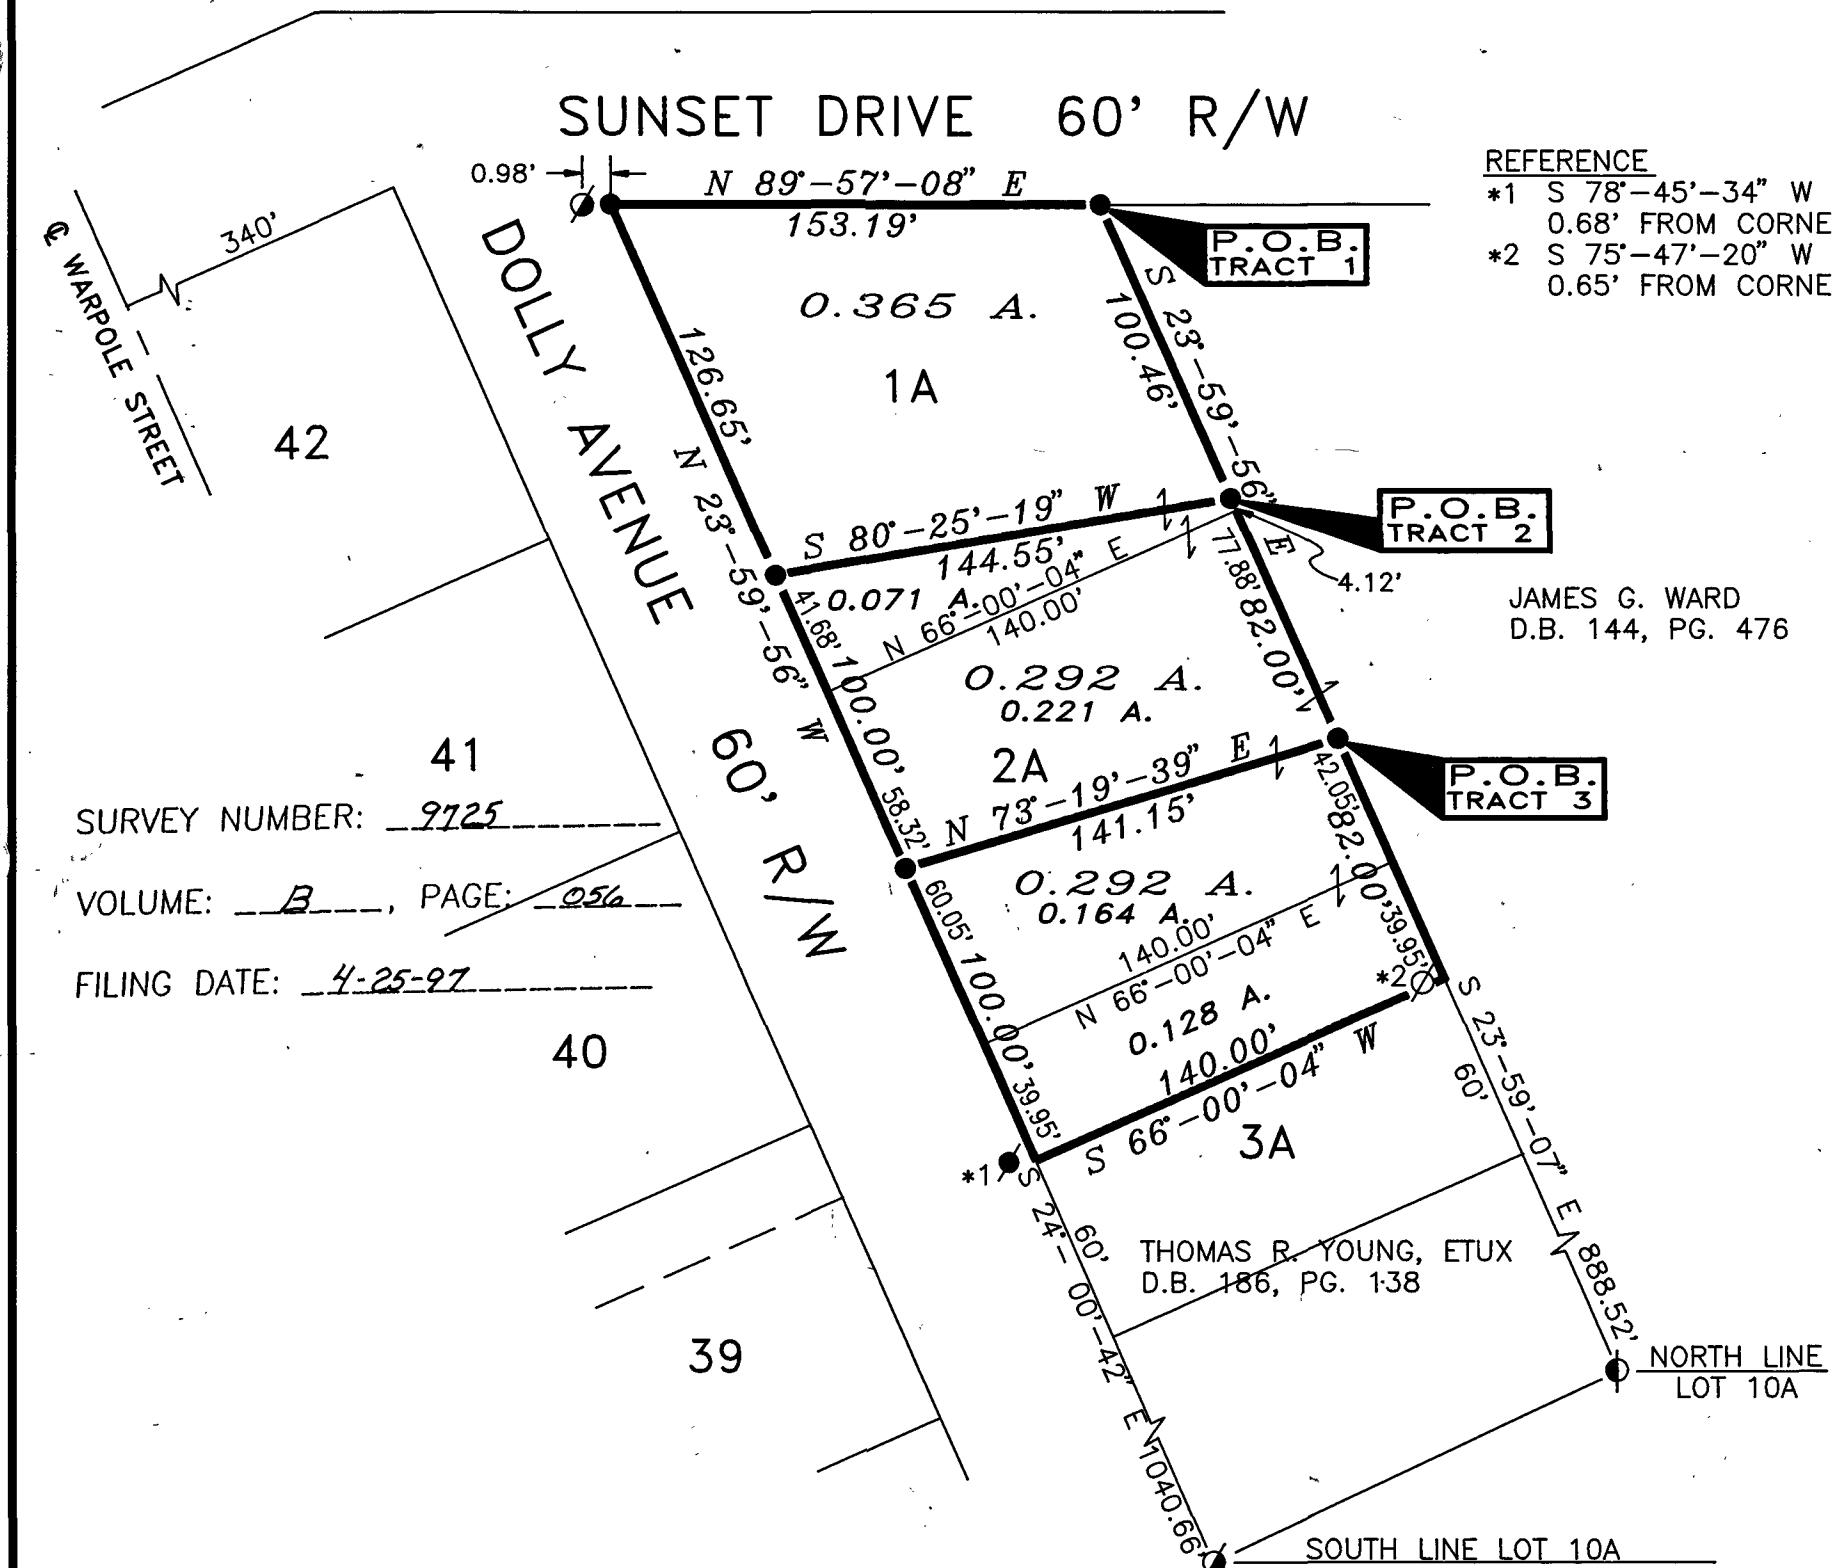 SUNSET DRIVE 60' R/W
REFERENCE
*1 S 78°-45'-34" W
0.68' FROM CORNE
*2 S 75°-47'-20" W
0.65' FROM CORNE
0.98'
N 89°-57'-08" E
153.19'
P.O.B.
TRACT 1
340'
℄ WARPOLE STREET
DOLLY AVENUE 60' R/W
0.365 A.
1A
S 23°-59'-56" E
100.46'
126.65'
N 23°-59'-56" W
42
S 80°-25'-19" W
144.55'
P.O.B.
TRACT 2
4.12'
77.88'
82.00'
0.071 A.
N 66°-00'-04" E
140.00'
41.68'
100.00'
58.32'
JAMES G. WARD
D.B. 144, PG. 476
0.292 A.
0.221 A.
2A
N 73°-19'-39" E
141.15'
P.O.B.
TRACT 3
41
SURVEY NUMBER: 9725
VOLUME: B, PAGE: 056
FILING DATE: 4-25-97
42.05'
82.00'
39.95'
0.292 A.
0.164 A.
140.00'
N 66°-00'-04" E
60.05'
100.00'
39.95'
*2
0.128 A.
140.00'
S 66°-00'-04" W
3A
40
*1
S 23°-59'-07" E 888.52'
60'
S 24°-00'-42" E 1040.66'
60'
THOMAS R. YOUNG, ETUX
D.B. 186, PG. 138
39
NORTH LINE
LOT 10A
SOUTH LINE LOT 10A